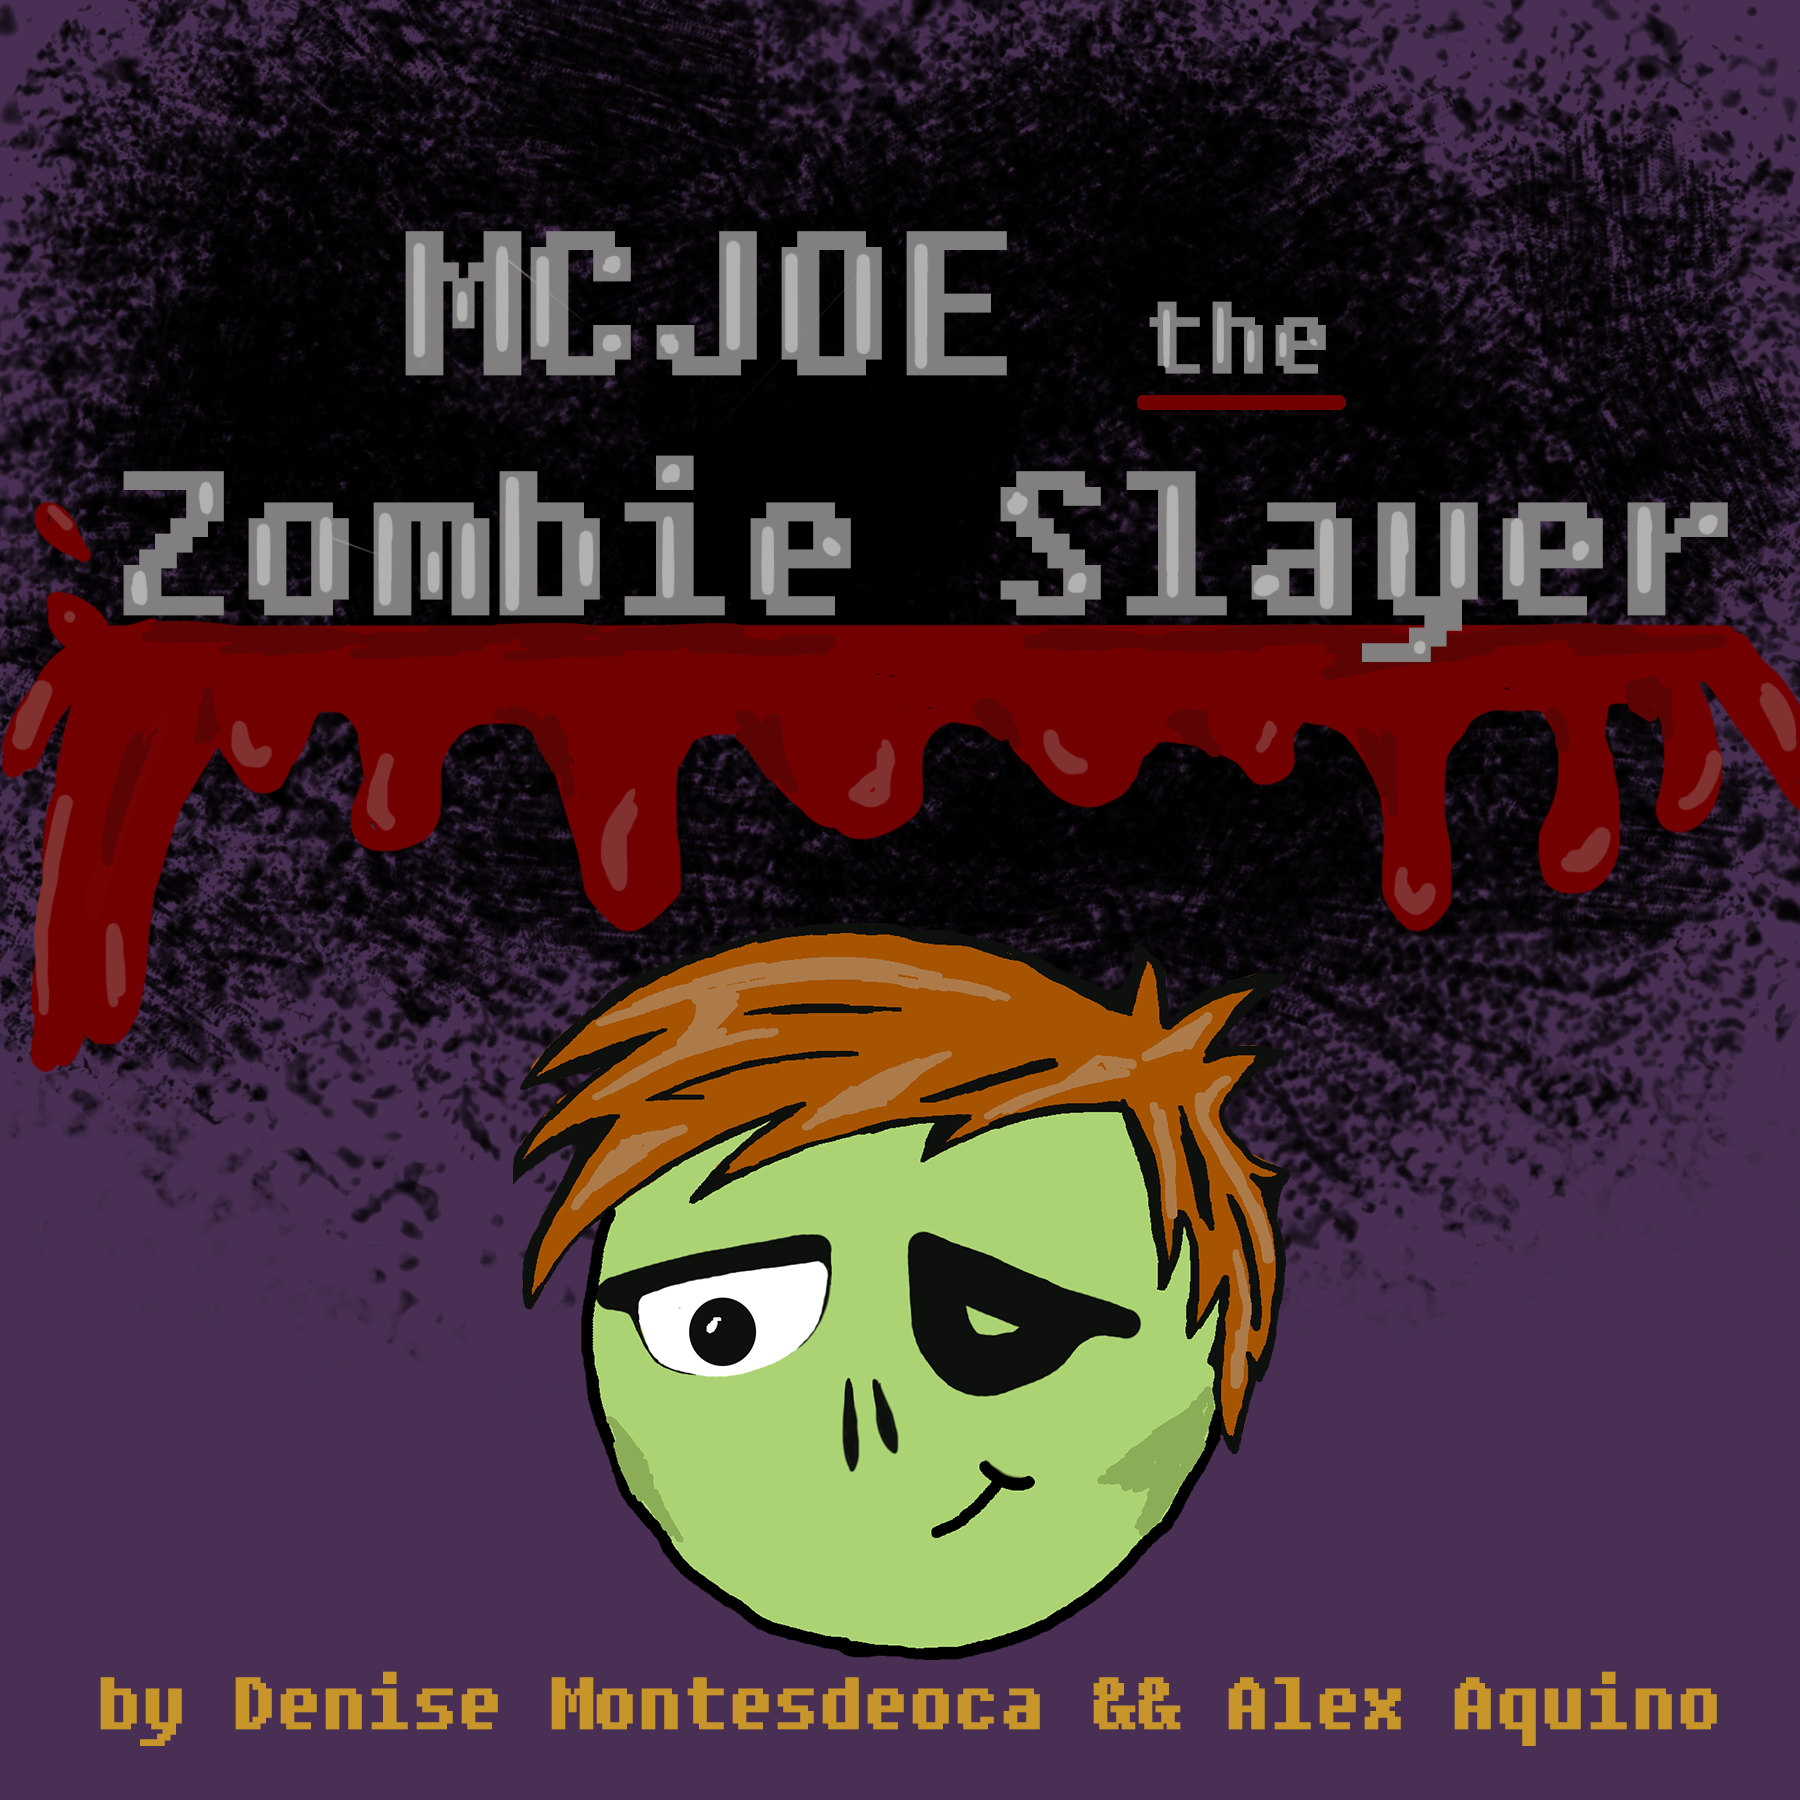 MCJOE the
Zombie Slayer
by Denise Montesdeoca && Alex Aquino